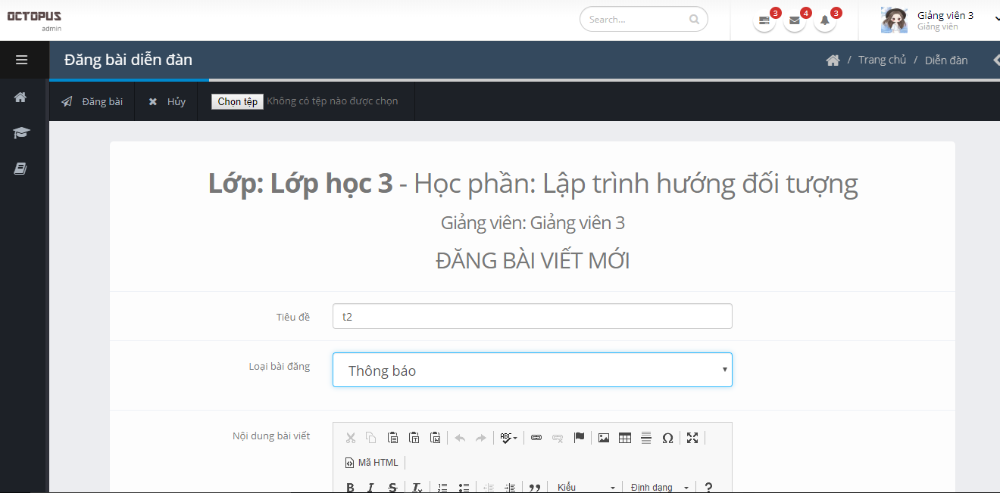 OCTOPUS
admin
Search...
3
4
3
Giảng viên 3
Giảng viên
Đăng bài diễn đàn
/ Trang chủ / Diễn đàn
Đăng bài
Hủy
Chọn tệp Không có tệp nào được chọn
Lớp: Lớp học 3 - Học phần: Lập trình hướng đối tượng
Giảng viên: Giảng viên 3
ĐĂNG BÀI VIẾT MỚI
Tiêu đề
t2
Loại bài đăng
Thông báo
Nội dung bài viết
ABC
Ω
Mã HTML
B I S Tx
Kiểu
Định dạng
?